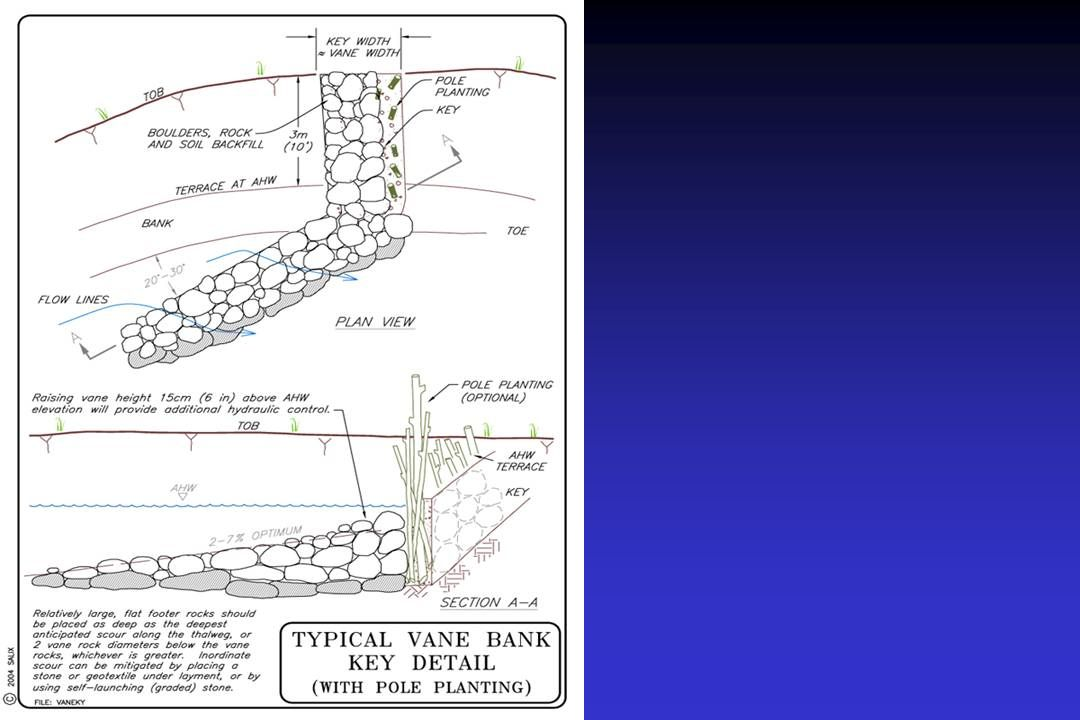 KEY WIDTH
≈ VANE WIDTH
TOB
POLE
PLANTING
KEY
BOULDERS, ROCK
AND SOIL BACKFILL
3m
(10')
A
TERRACE AT AHW
BANK
TOE
20°-30°
FLOW LINES
A
PLAN VIEW
Raising vane height 15cm (6 in) above AHW
elevation will provide additional hydraulic control.
POLE PLANTING
(OPTIONAL)
TOB
AHW
TERRACE
AHW
KEY
2-7% OPTIMUM
SECTION A-A
Relatively large, flat footer rocks should
be placed as deep as the deepest
anticipated scour along the thalweg, or
2 vane rock diameters below the vane
rocks, whichever is greater. Inordinate
scour can be mitigated by placing a
stone or geotextile under layment, or by
using self-launching (graded) stone.
TYPICAL VANE BANK
KEY DETAIL
(WITH POLE PLANTING)
© 2004 SALIX
FILE: VANEKY